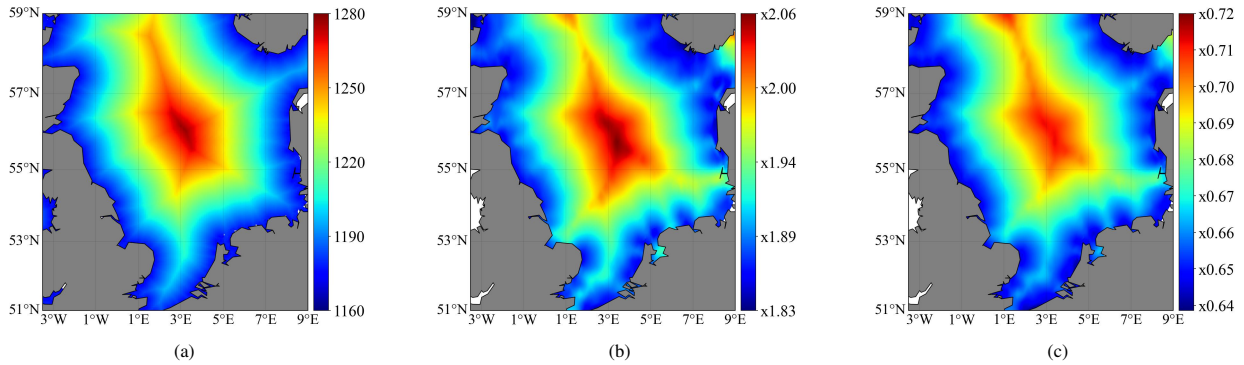 59°N
57°N
55°N
53°N
51°N
3°W 1°W 1°E 3°E 5°E 7°E 9°E
1280
1250
1220
1190
1160
(a)
59°N
57°N
55°N
53°N
51°N
3°W 1°W 1°E 3°E 5°E 7°E 9°E
x2.06
x2.00
x1.94
x1.89
x1.83
(b)
59°N
57°N
55°N
53°N
51°N
3°W 1°W 1°E 3°E 5°E 7°E 9°E
x0.72
x0.71
x0.70
x0.69
x0.68
x0.67
x0.66
x0.65
x0.64
(c)